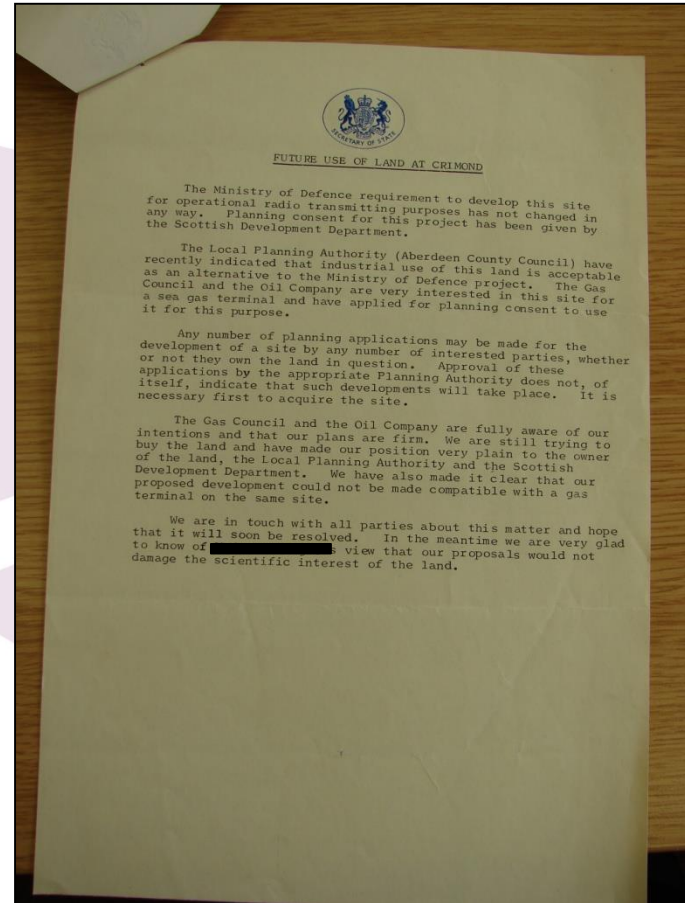 SECRETARY OF STATE
FUTURE USE OF LAND AT CRIMOND
The Ministry of Defence requirement to develop this site
for operational radio transmitting purposes has not changed in
any way. Planning consent for this project has been given by
the Scottish Development Department.
The Local Planning Authority (Aberdeen County Council) have
recently indicated that industrial use of this land is acceptable
as an alternative to the Ministry of Defence project. The Gas
Council and the Oil Company are very interested in this site for
a sea gas terminal and have applied for planning consent to use
it for this purpose.
Any number of planning applications may be made for the
development of a site by any number of interested parties, whether
or not they own the land in question. Approval of these
applications by the appropriate Planning Authority does not, of
itself, indicate that such developments will take place. It is
necessary first to acquire the site.
The Gas Council and the Oil Company are fully aware of our
intentions and that our plans are firm. We are still trying to
buy the land and have made our position very plain to the owner
of the land, the Local Planning Authority and the Scottish
Development Department. We have also made it clear that our
proposed development could not be made compatible with a gas
terminal on the same site.
We are in touch with all parties about this matter and hope
that it will soon be resolved. In the meantime we are very glad
to know of s view that our proposals would not
damage the scientific interest of the land.